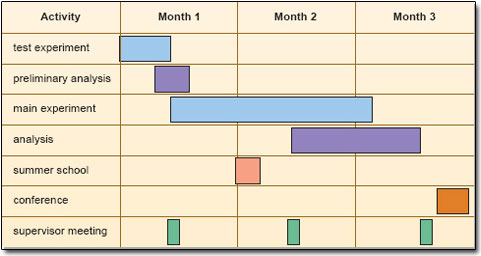 Activity Month 1 Month 2 Month 3
test experiment
preliminary analysis
main experiment
analysis
summer school
conference
supervisor meeting